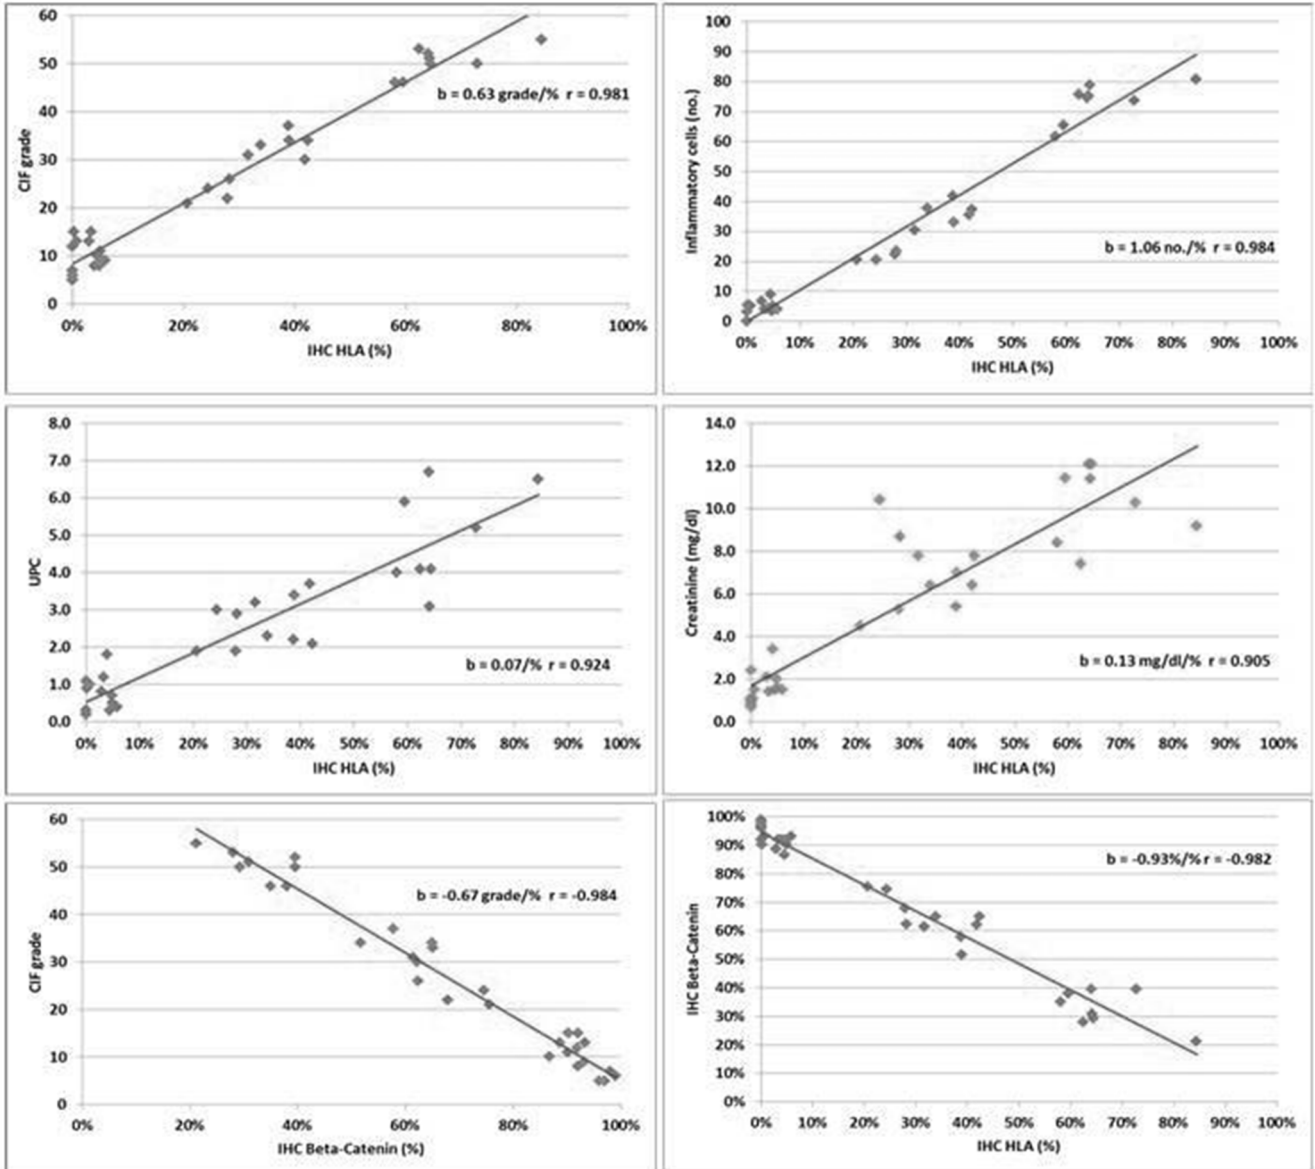 60
50
40
30
20
10
0
CIF grade
b = 0.63 grade/% r = 0.981
0% 20% 40% 60% 80% 100%
IHC HLA (%)
100
90
80
70
60
50
40
30
20
10
0
Inflammatory cells (no.)
b = 1.06 no./% r = 0.984
0% 10% 20% 30% 40% 50% 60% 70% 80% 90% 100%
IHC HLA (%)
8.0
7.0
6.0
5.0
4.0
3.0
2.0
1.0
0.0
UPC
b = 0.07/% r = 0.924
0% 10% 20% 30% 40% 50% 60% 70% 80% 90% 100%
IHC HLA (%)
14.0
12.0
10.0
8.0
6.0
4.0
2.0
0.0
Creatinine (mg/dl)
b = 0.13 mg/dl/% r = 0.905
0% 10% 20% 30% 40% 50% 60% 70% 80% 90% 100%
IHC HLA (%)
60
50
40
30
20
10
0
CIF grade
b = -0.67 grade/% r = -0.984
0% 20% 40% 60% 80% 100%
IHC Beta-Catenin (%)
100%
90%
80%
70%
60%
50%
40%
30%
20%
10%
0%
IHC Beta-Catenin
b = -0.93%/% r = -0.982
0% 10% 20% 30% 40% 50% 60% 70% 80% 90% 100%
IHC HLA (%)